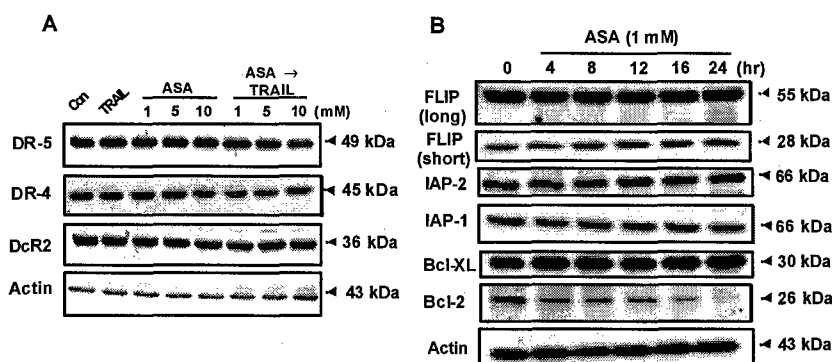 A
ASA
ASA →
TRAIL
Con
TRAIL
1 5 10 1 5 10 (mM)
DR-5 49 kDa
DR-4 45 kDa
DcR2 36 kDa
Actin 43 kDa
B
ASA (1 mM)
0 4 8 12 16 24 (hr)
FLIP
(long)
55 kDa
FLIP
(short)
28 kDa
IAP-2 66 kDa
IAP-1 66 kDa
Bcl-XL 30 kDa
Bcl-2 26 kDa
Actin 43 kDa